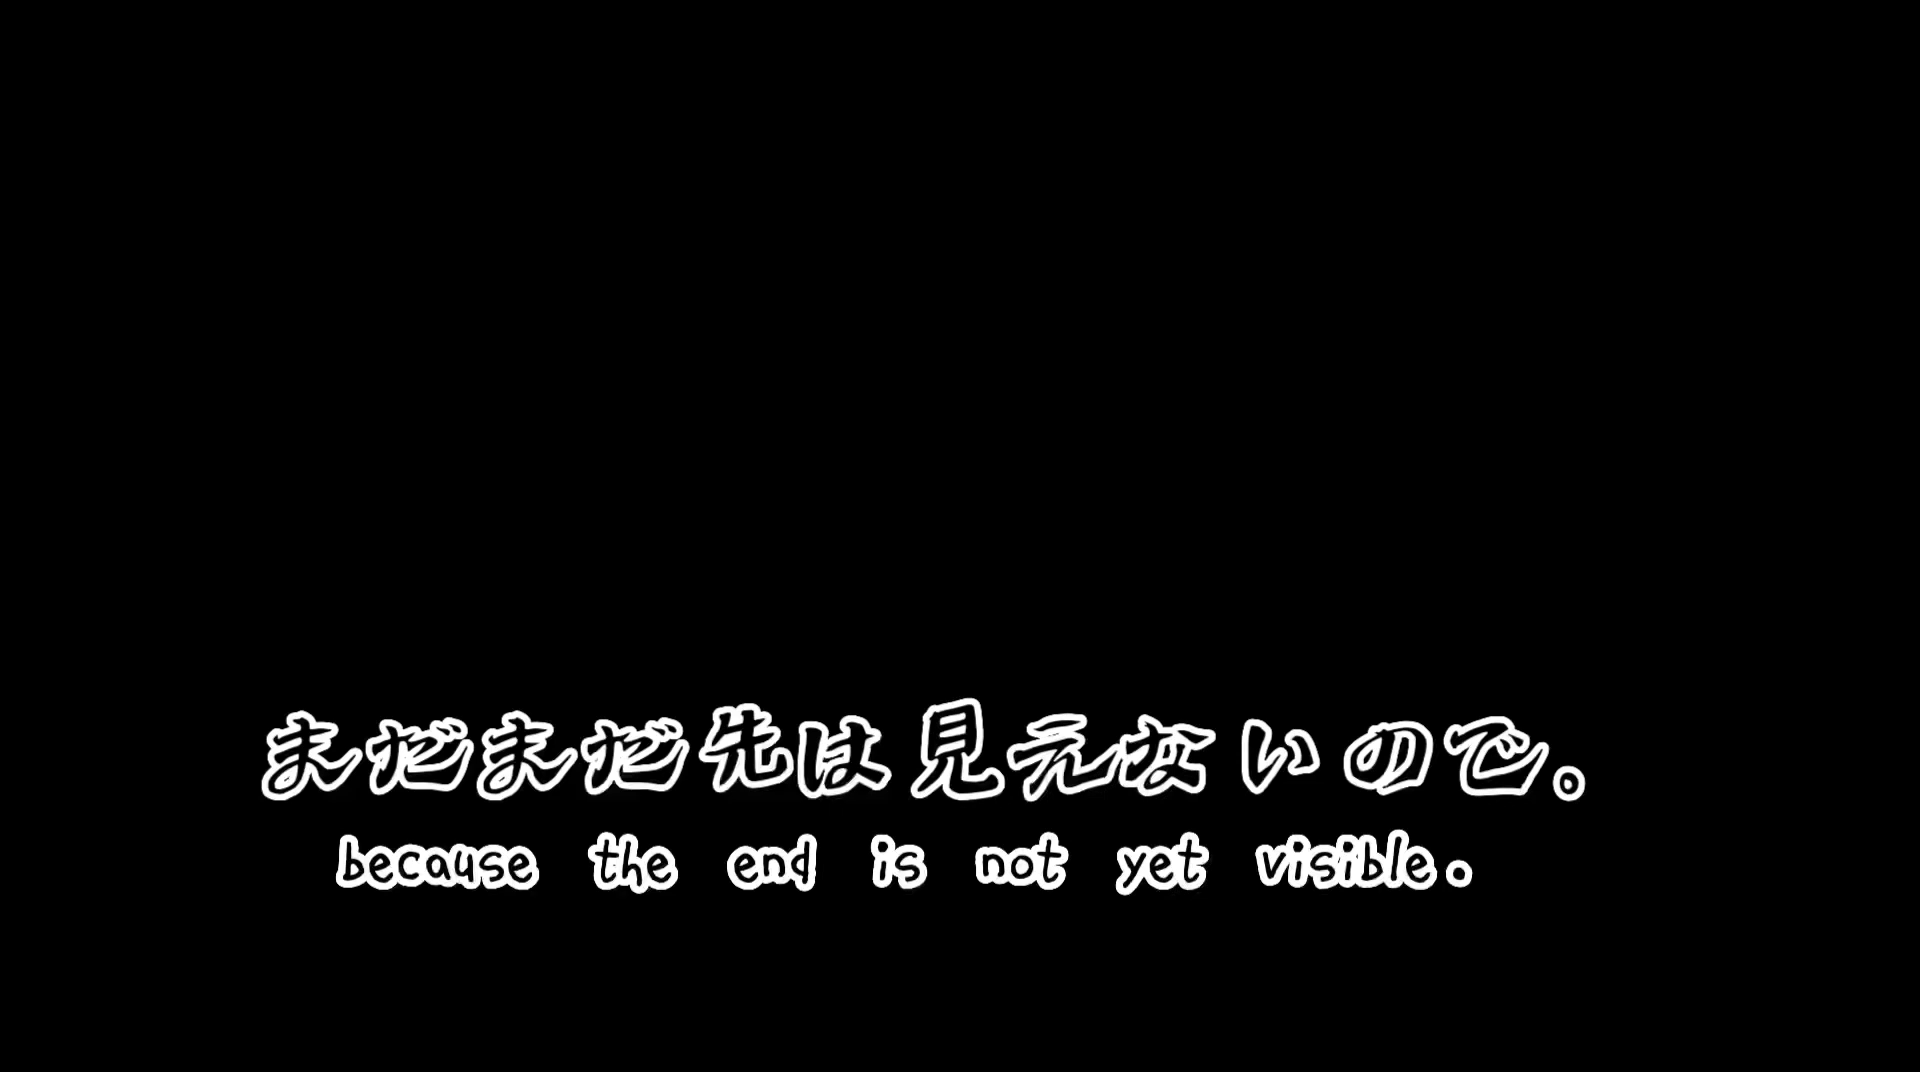 まだまだ先は見えないので。
because the end is not yet visible.